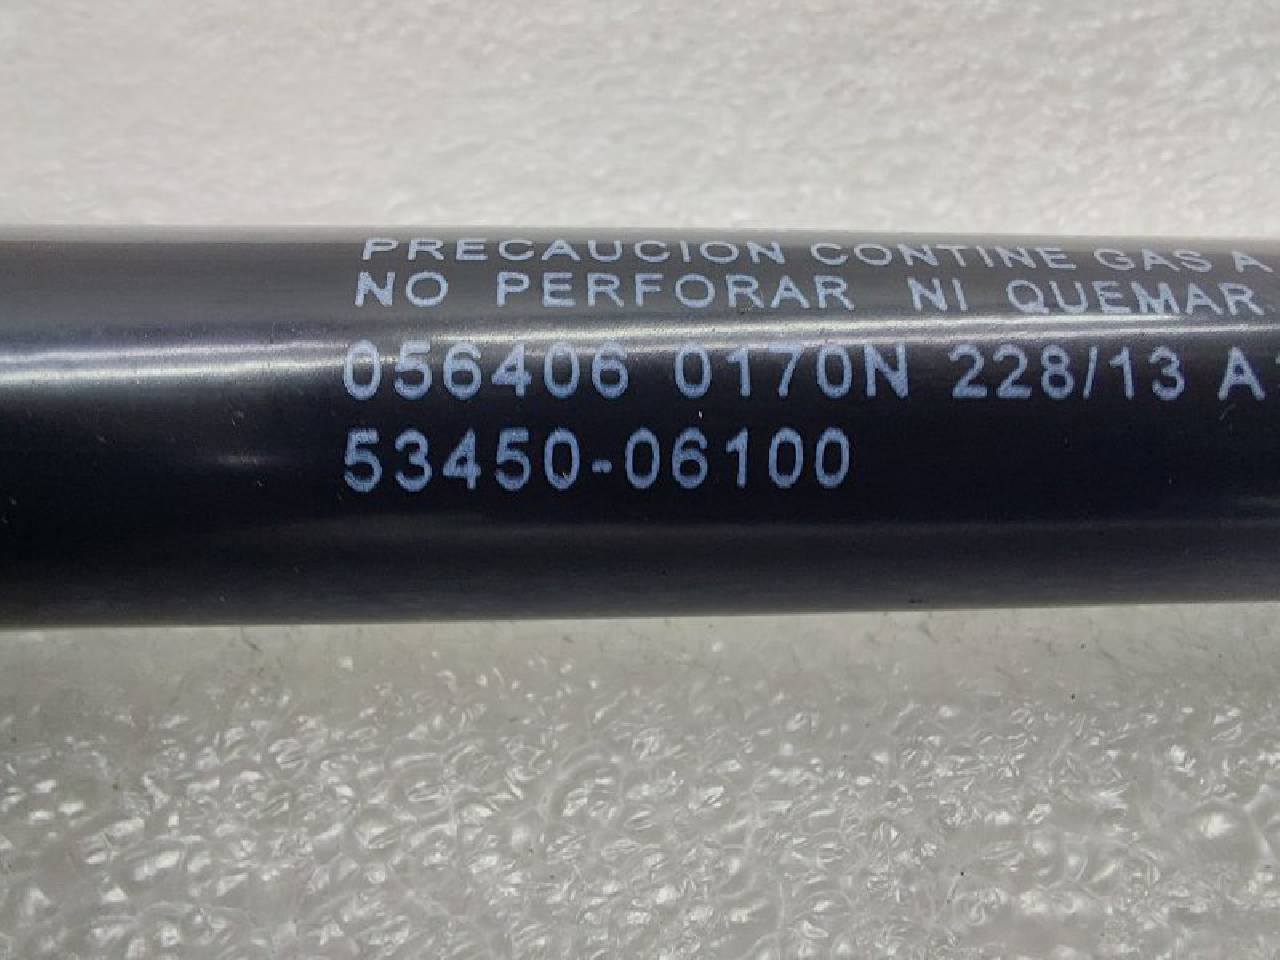 PRECAUCION CONTINE GAS A
NO PERFORAR NI QUEMAR.
056406 0170N 228/13 A
53450-06100